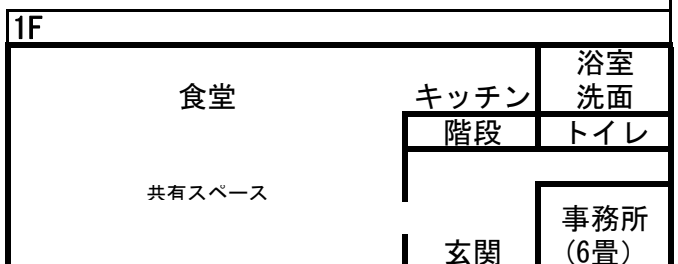 1F
食堂
キッチン
浴室
洗面
階段
トイレ
共有スペース
玄関
事務所
(6畳)